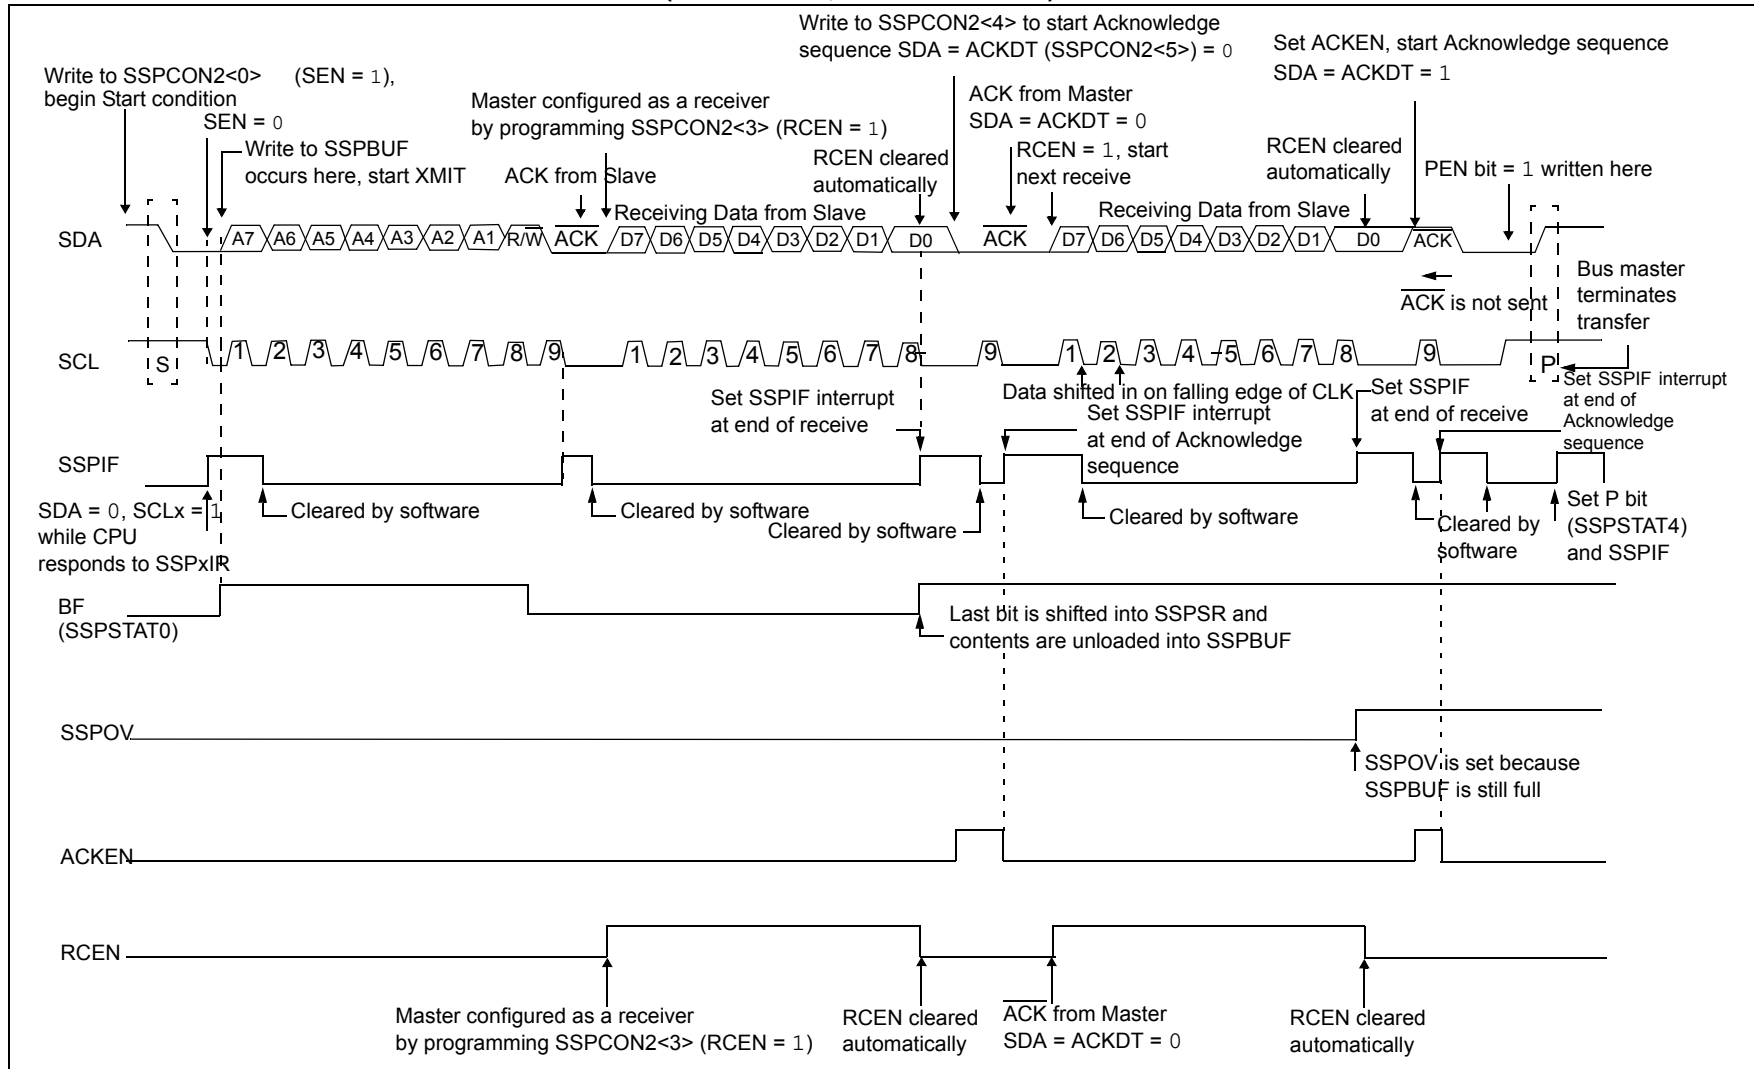 Write to SSPCON2<4> to start Acknowledge
sequence SDA = ACKDT (SSPCON2<5>) = 0
Set ACKEN, start Acknowledge sequence
SDA = ACKDT = 1
Write to SSPCON2<0> (SEN = 1),
begin Start condition
ACK from Master
SDA = ACKDT = 0
Master configured as a receiver
by programming SSPCON2<3> (RCEN = 1)
SEN = 0
Write to SSPBUF
occurs here, start XMIT
RCEN cleared
automatically
RCEN = 1, start
next receive
RCEN cleared
automatically
PEN bit = 1 written here
ACK from Slave
Receiving Data from Slave
Receiving Data from Slave
SDA A7 A6 A5 A4 A3 A2 A1 R/W ACK D7 D6 D5 D4 D3 D2 D1 D0 ACK D7 D6 D5 D4 D3 D2 D1 D0 ACK
ACK is not sent
Bus master
terminates
transfer
SCL S 1 2 3 4 5 6 7 8 9 1 2 3 4 5 6 7 8 9 1 2 3 4 5 6 7 8 9 P
Set SSPIF interrupt
at end of receive
Data shifted in on falling edge of CLK
Set SSPIF interrupt
at end of Acknowledge
sequence
Set SSPIF
at end of receive
Set SSPIF interrupt
at end of
Acknowledge
sequence
SSPIF
SDA = 0, SCLx = 1
while CPU
responds to SSPxIR
Cleared by software
Cleared by software
Cleared by software
Cleared by software
Cleared by
software
Set P bit
(SSPSTAT4)
and SSPIF
BF
(SSPSTAT0)
Last bit is shifted into SSPSR and
contents are unloaded into SSPBUF
SSPOV
SSPOV is set because
SSPBUF is still full
ACKEN
RCEN
Master configured as a receiver
by programming SSPCON2<3> (RCEN = 1)
RCEN cleared
automatically
ACK from Master
SDA = ACKDT = 0
RCEN cleared
automatically